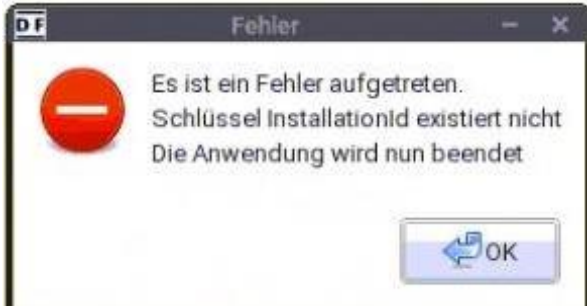 DF
Fehler
Es ist ein Fehler aufgetreten.
Schlüssel InstallationId existiert nicht
Die Anwendung wird nun beendet
OK